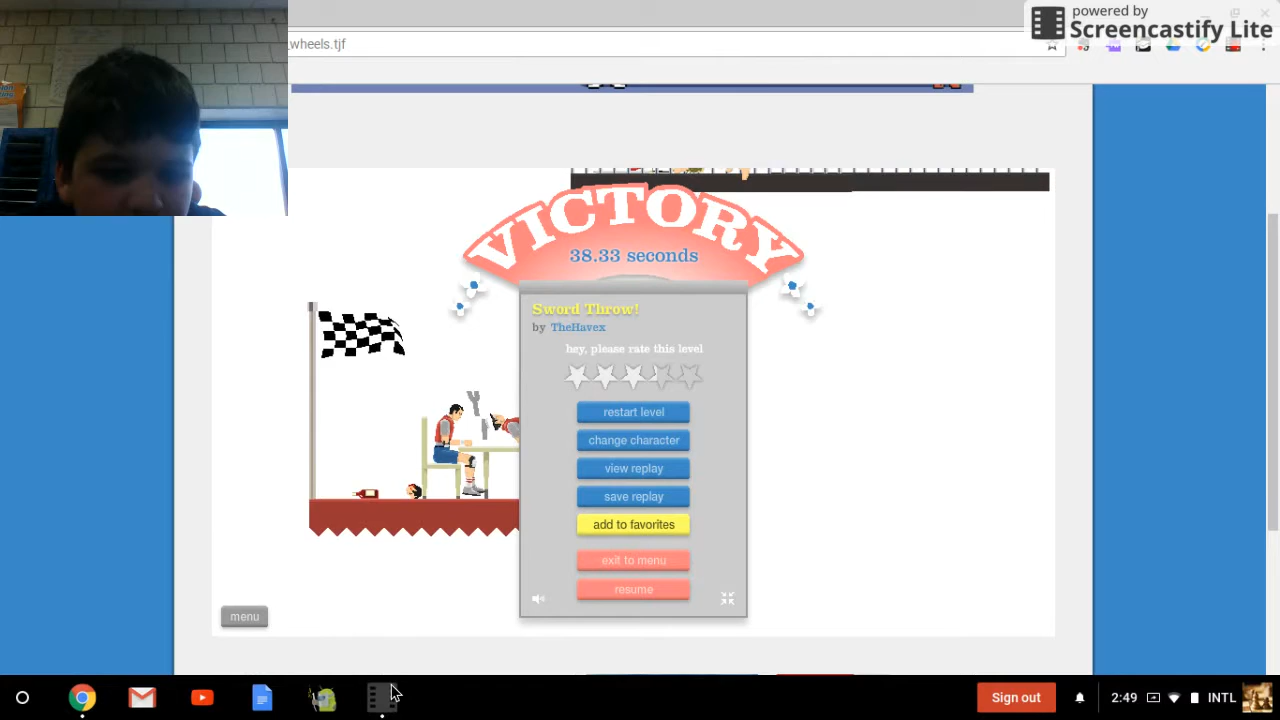 powered by
Screencastify Lite
_wheels.tjf
VICTORY
38.33 seconds
Sword Throw!
by TheHavex
hey, please rate this level
restart level
change character
view replay
save replay
add to favorites
exit to menu
resume
menu
Sign out
2:49
INTL